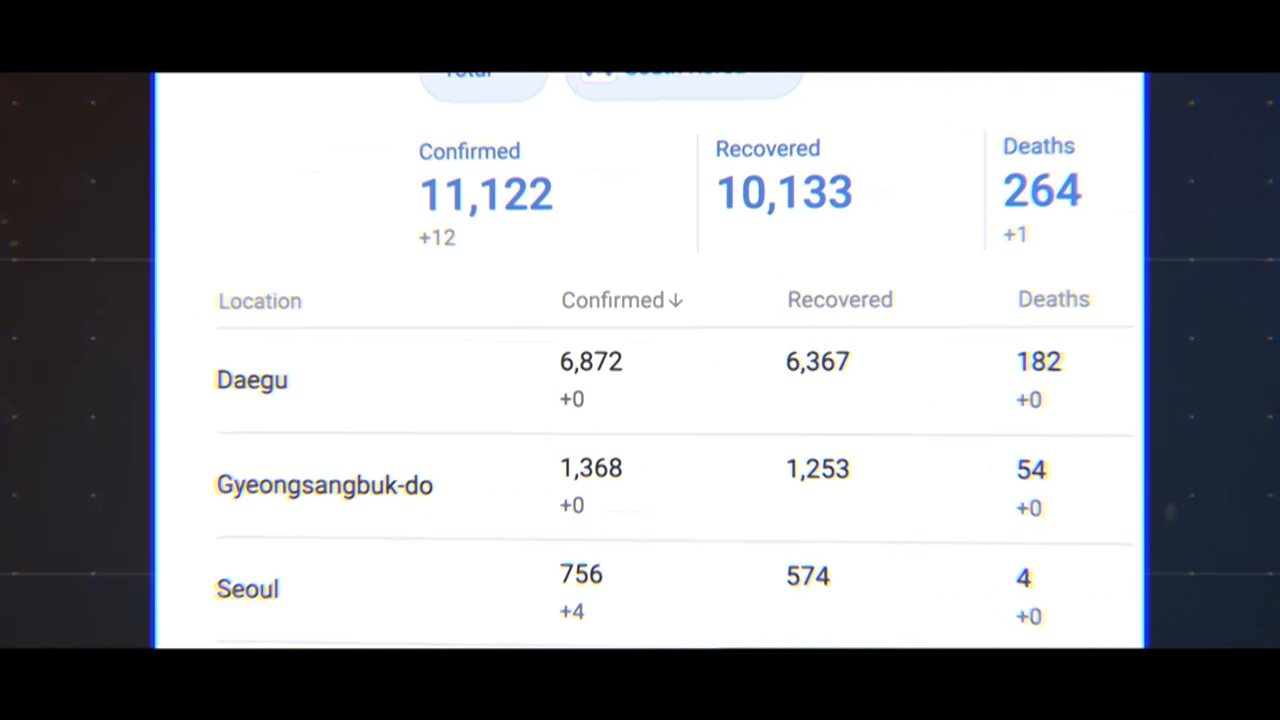 Total
Confirmed Recovered Deaths
11,122 10,133 264
+12 +1
Location Confirmed↓ Recovered Deaths
Daegu 6,872 6,367 182
+0 +0
Gyeongsangbuk-do 1,368 1,253 54
+0 +0
Seoul 756 574 4
+4 +0